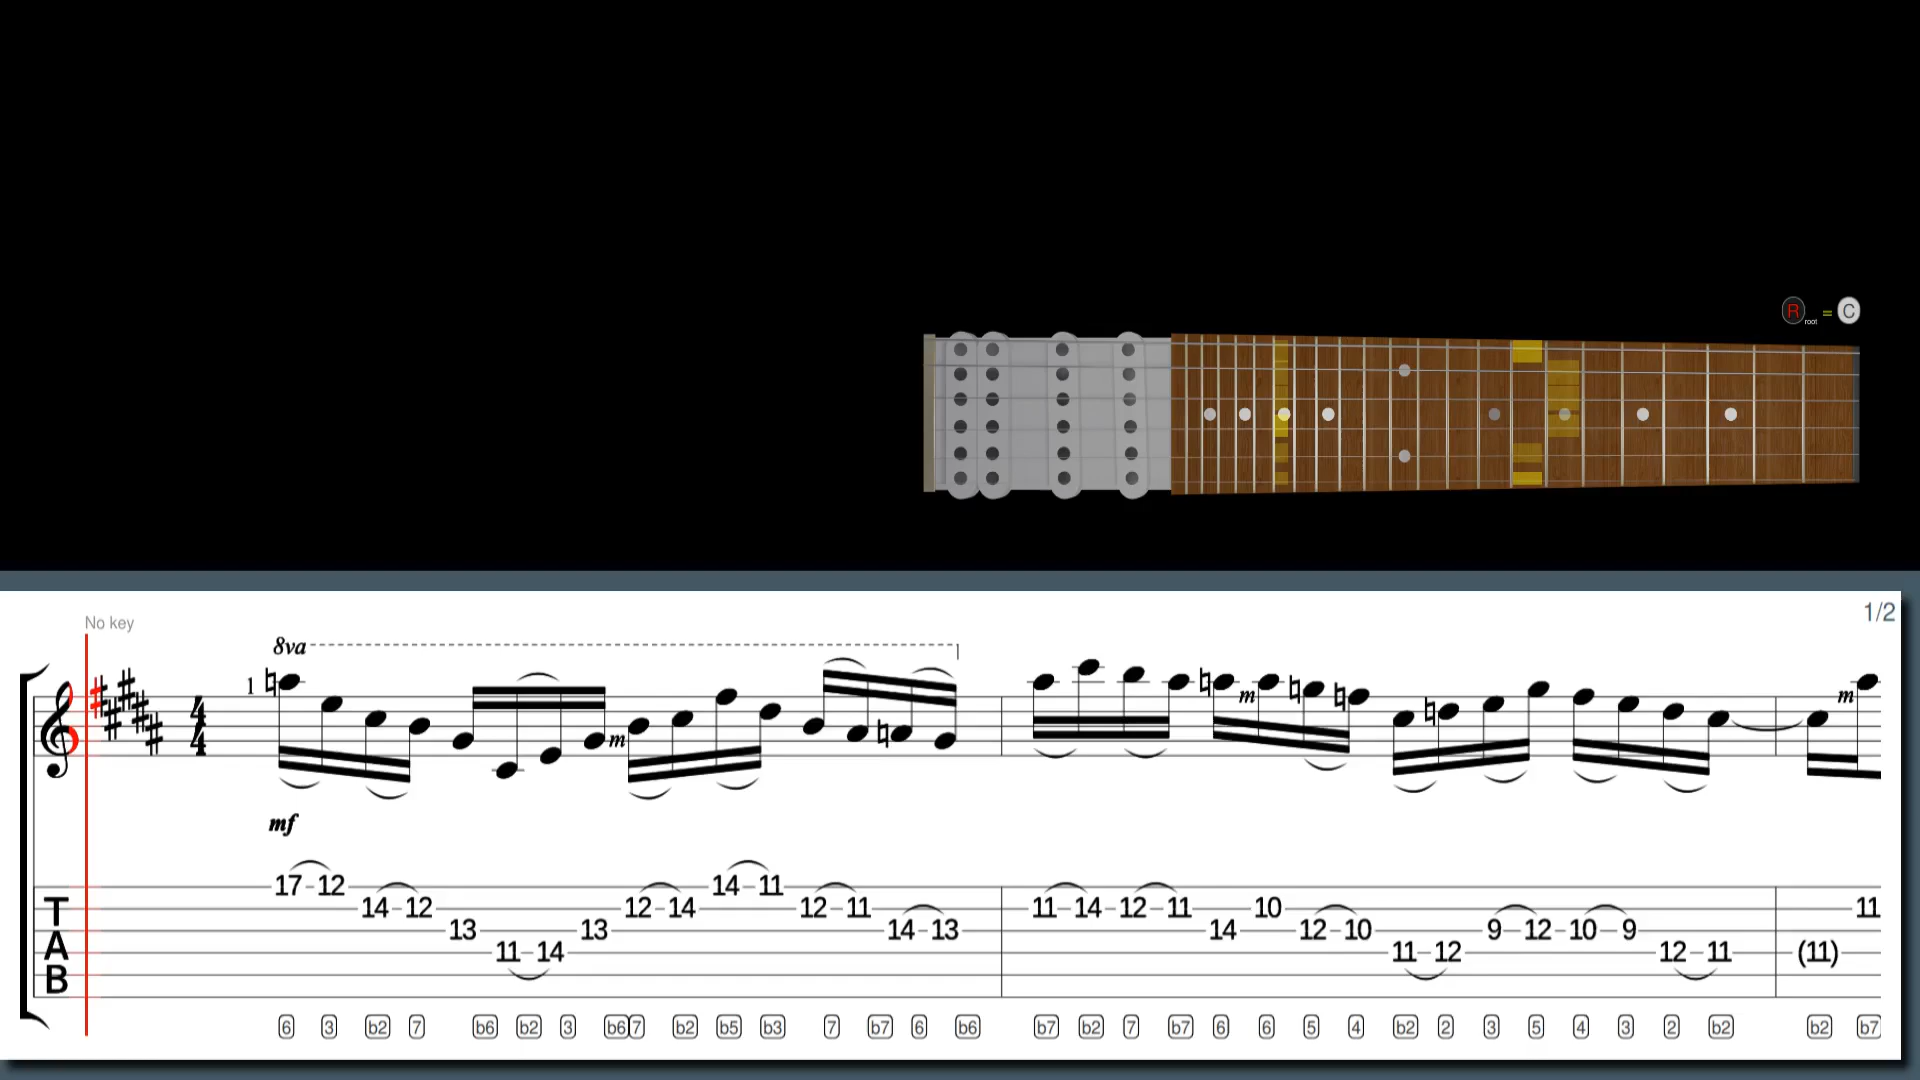 R root = C
1/2
No key
8va
1
4
4
m
m
m
mf
17 12 14 11
14 12 12 14 12 11 11 14 12 11 10 11
13 13 14 13 14 12 10 9 12 10 9
11 14 11 12 12 11 (11)
T
A
B
6 3 b2 7 b6 b2 3 b6 7 b2 b5 b3 7 b7 6 b6 b7 b2 7 b7 6 6 5 4 b2 2 3 5 4 3 2 b2 b2 b7